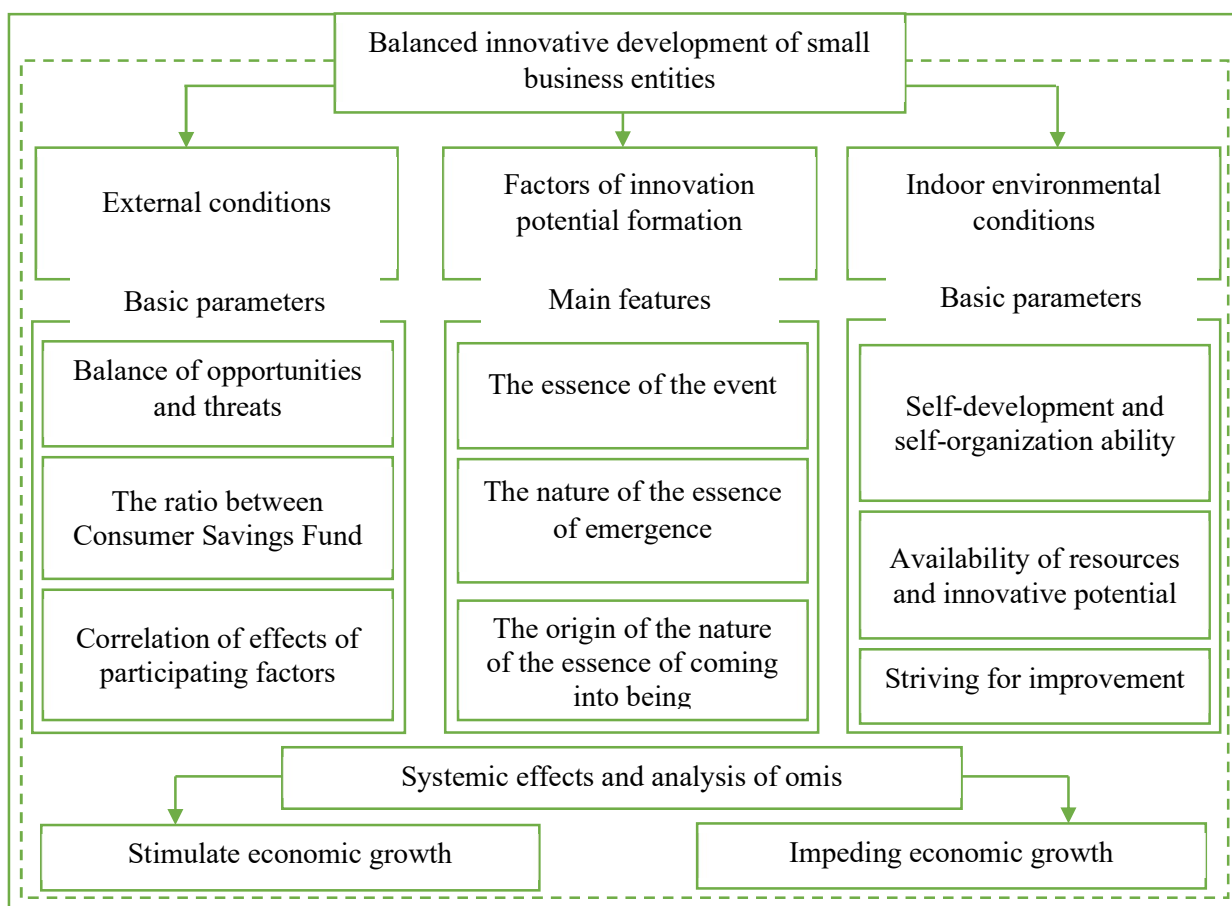 Balanced innovative development of small
business entities
External conditions
Factors of innovation
potential formation
Indoor environmental
conditions
Basic parameters
Main features
Basic parameters
Balance of opportunities
and threats
The ratio between
Consumer Savings Fund
Correlation of effects of
participating factors
The essence of the event
The nature of the essence
of emergence
The origin of the nature
of the essence of coming
into being
Self-development and
self-organization ability
Availability of resources
and innovative potential
Striving for improvement
Systemic effects and analysis of omis
Stimulate economic growth
Impeding economic growth